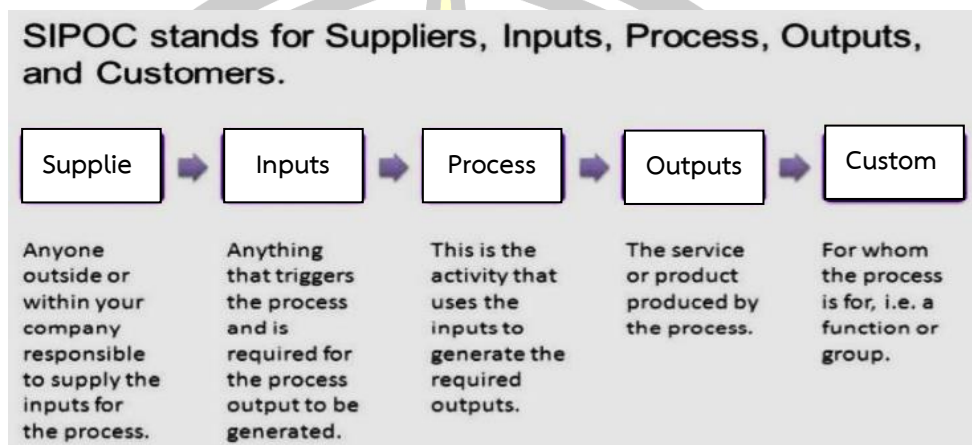 SIPOC stands for Suppliers, Inputs, Process, Outputs,
and Customers.
Supplie
Inputs
Process
Outputs
Custom
Anyone
outside or
within your
company
responsible
to supply the
inputs for
the process.
Anything
that triggers
the process
and is
required for
the process
output to be
generated.
This is the
activity that
uses the
inputs to
generate the
required
outputs.
The service
or product
produced by
the process.
For whom
the process
is for, i.e. a
function or
group.